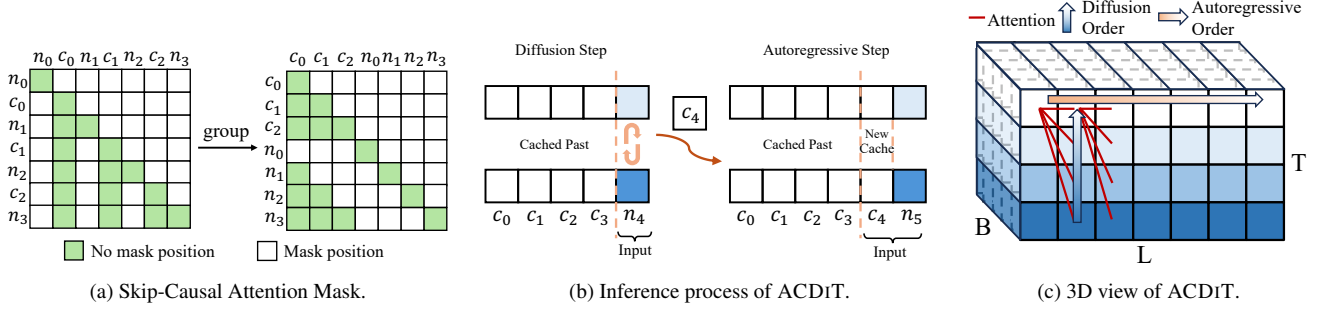 n₀ c₀ n₁ c₁ n₂ c₂ n₃
n₀
c₀
n₁
c₁
n₂
c₂
n₃
group
c₀ c₁ c₂ n₀ n₁ n₂ n₃
c₀
c₁
c₂
n₀
n₁
n₂
n₃
No mask position
Mask position
(a) Skip-Causal Attention Mask.
Diffusion Step
Cached Past
c₀ c₁ c₂ c₃ n₄
Input
c₄
Autoregressive Step
Cached Past
New
Cache
c₀ c₁ c₂ c₃ c₄ n₅
Input
(b) Inference process of ACDIT.
Attention
Diffusion
Order
Autoregressive
Order
T
B
L
(c) 3D view of ACDIT.